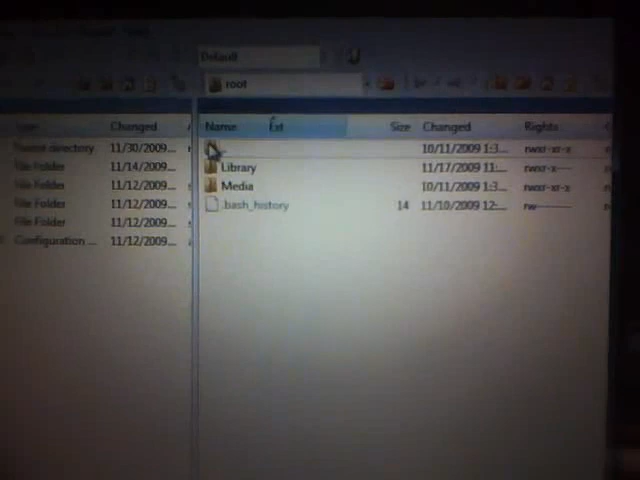 Default
root
Type Changed
Name Ext Size Changed Rights
directory 11/30/2009...
10/11/2009 1:3... rwxr-xr-x
File Folder 11/14/2009...
Library 11/17/2009 11:... rwxr-x---
File Folder 11/12/2009...
Media 10/11/2009 1:3... rwxr-xr-x
File Folder 11/12/2009...
.bash_history 14 11/10/2009 12:... rw-------
File Folder 11/12/2009...
Configuration ... 11/12/2009...